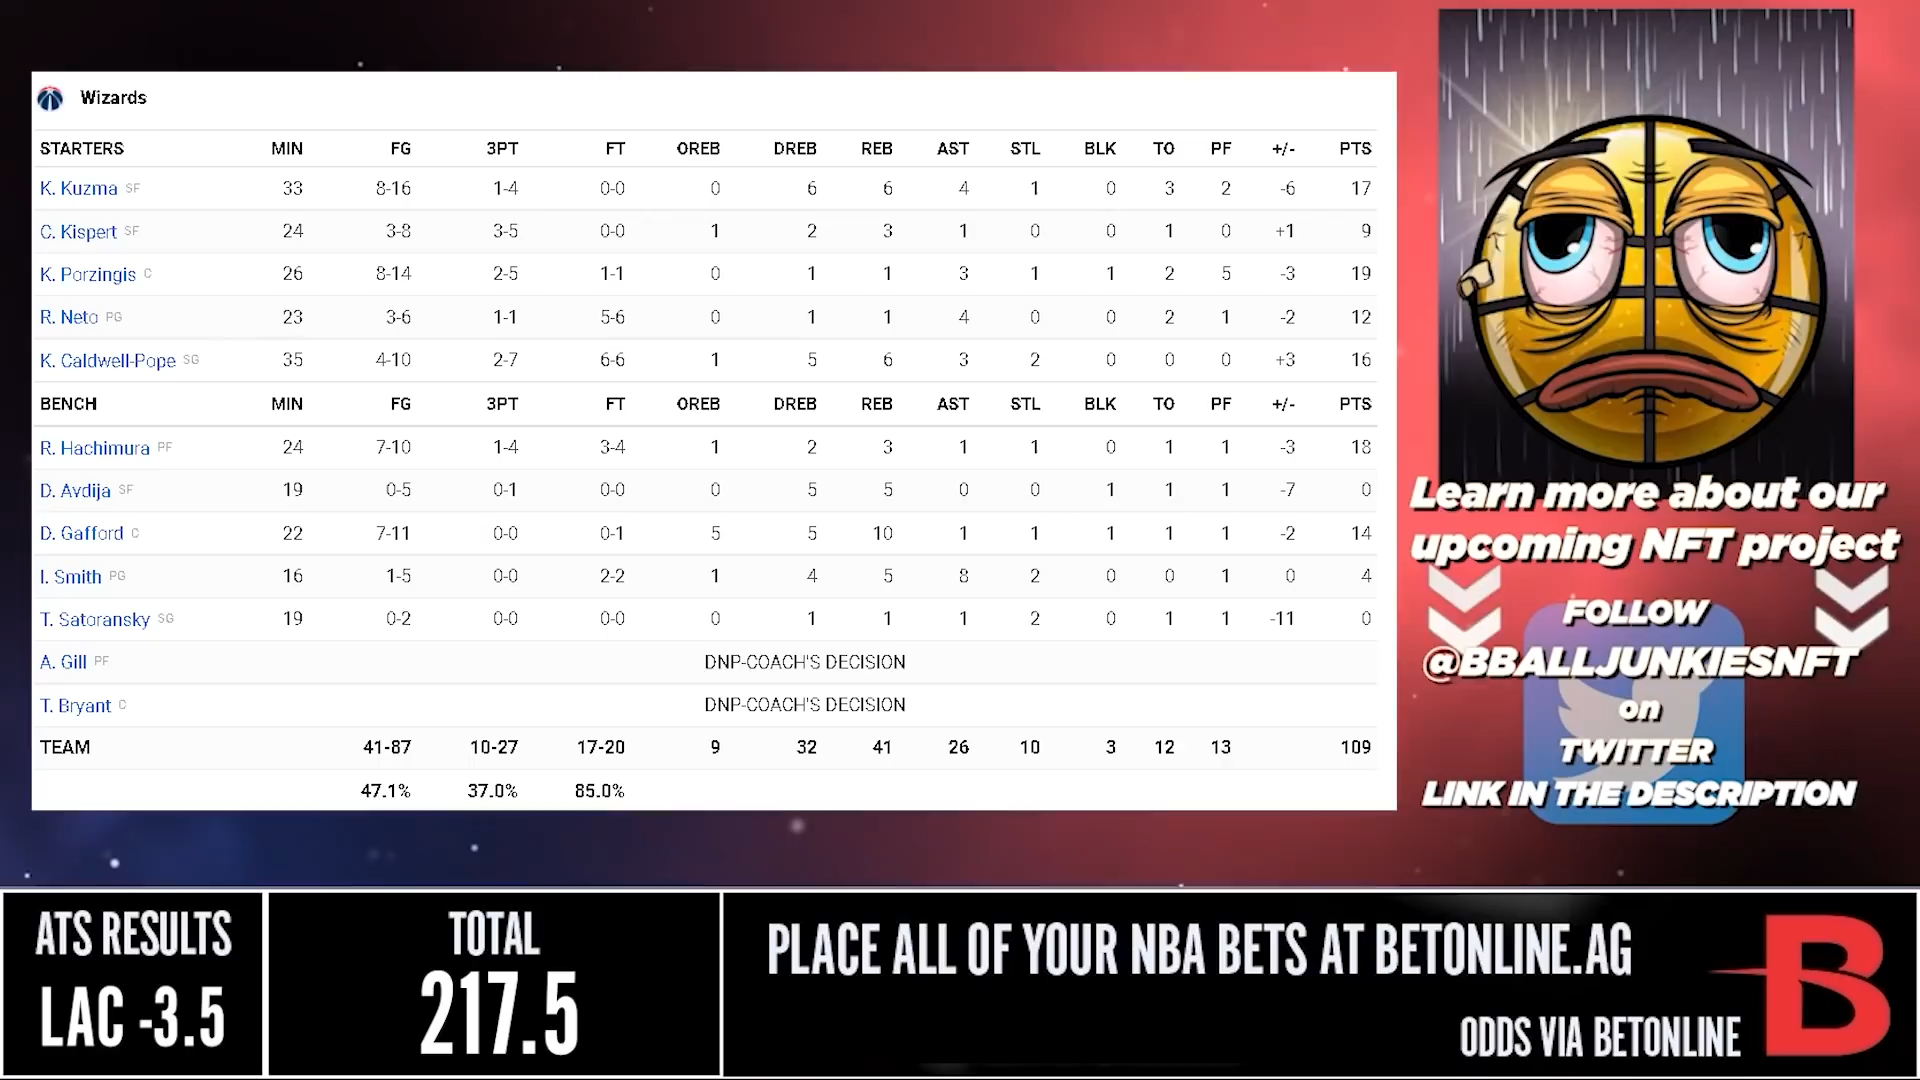 Wizards
STARTERS MIN FG 3PT FT OREB DREB REB AST STL BLK TO PF +/- PTS
K. Kuzma SF 33 8-16 1-4 0-0 0 6 6 4 1 0 3 2 -6 17
C. Kispert SF 24 3-8 3-5 0-0 1 2 3 1 0 0 1 0 +1 9
K. Porzingis C 26 8-14 2-5 1-1 0 1 1 3 1 1 2 5 -3 19
R. Neto PG 23 3-6 1-1 5-6 0 1 1 4 0 0 2 1 -2 12
K. Caldwell-Pope SG 35 4-10 2-7 6-6 1 5 6 3 2 0 0 0 +3 16
BENCH MIN FG 3PT FT OREB DREB REB AST STL BLK TO PF +/- PTS
R. Hachimura PF 24 7-10 1-4 3-4 1 2 3 1 1 0 1 1 -3 18
D. Avdija SF 19 0-5 0-1 0-0 0 5 5 0 0 1 1 1 -7 0
D. Gafford C 22 7-11 0-0 0-1 5 5 10 1 1 1 1 1 -2 14
I. Smith PG 16 1-5 0-0 2-2 1 4 5 8 2 0 0 1 0 4
T. Satoransky SG 19 0-2 0-0 0-0 0 1 1 1 2 0 1 1 -11 0
A. Gill PF DNP-COACH'S DECISION
T. Bryant C DNP-COACH'S DECISION
TEAM 41-87 10-27 17-20 9 32 41 26 10 3 12 13 109
47.1% 37.0% 85.0%
Learn more about our
upcoming NFT project
FOLLOW
@BBALLJUNKIESNFT
on
TWITTER
LINK IN THE DESCRIPTION
ATS RESULTS
LAC -3.5
TOTAL
217.5
PLACE ALL OF YOUR NBA BETS AT BETONLINE.AG
ODDS VIA BETONLINE
B